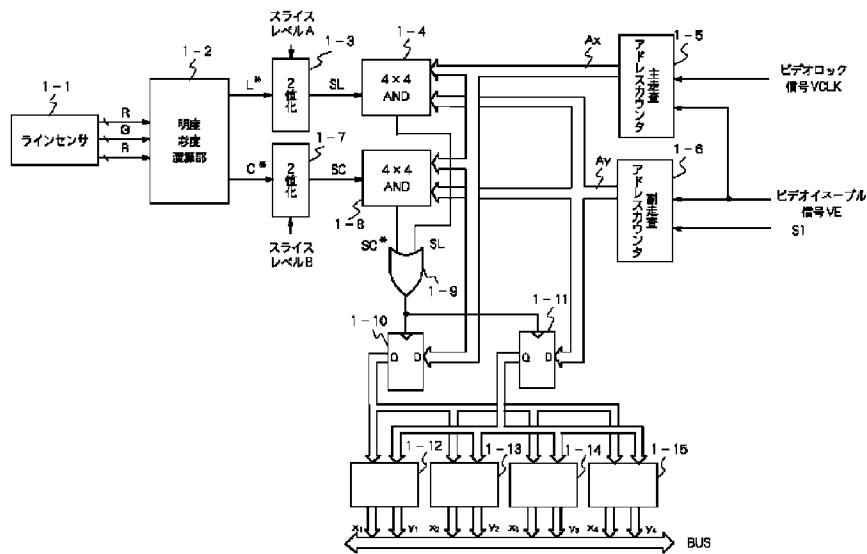 スライス
レベルA
1-3
1-4
1-2
1-1
R
G
R
ラインセンサ
明度
彩度
演算部
L*
2値化
SL
4×4
AND
Ax
1-5
主走査
アドレスカウンタ
ビデオロック
信号VCLK
1-7
C*
2値化
SC
4×4
AND
1-8
スライス
レベルB
Ay
1-6
副走査
アドレスカウンタ
ビデオイネーブル
信号VE
S1
SC*
SL
1-9
1-10
1-11
Q
D
Q
D
1-12
1-13
1-14
1-15
x₁
y₁
x₂
y₂
x₃
y₃
x₄
y₄
BUS